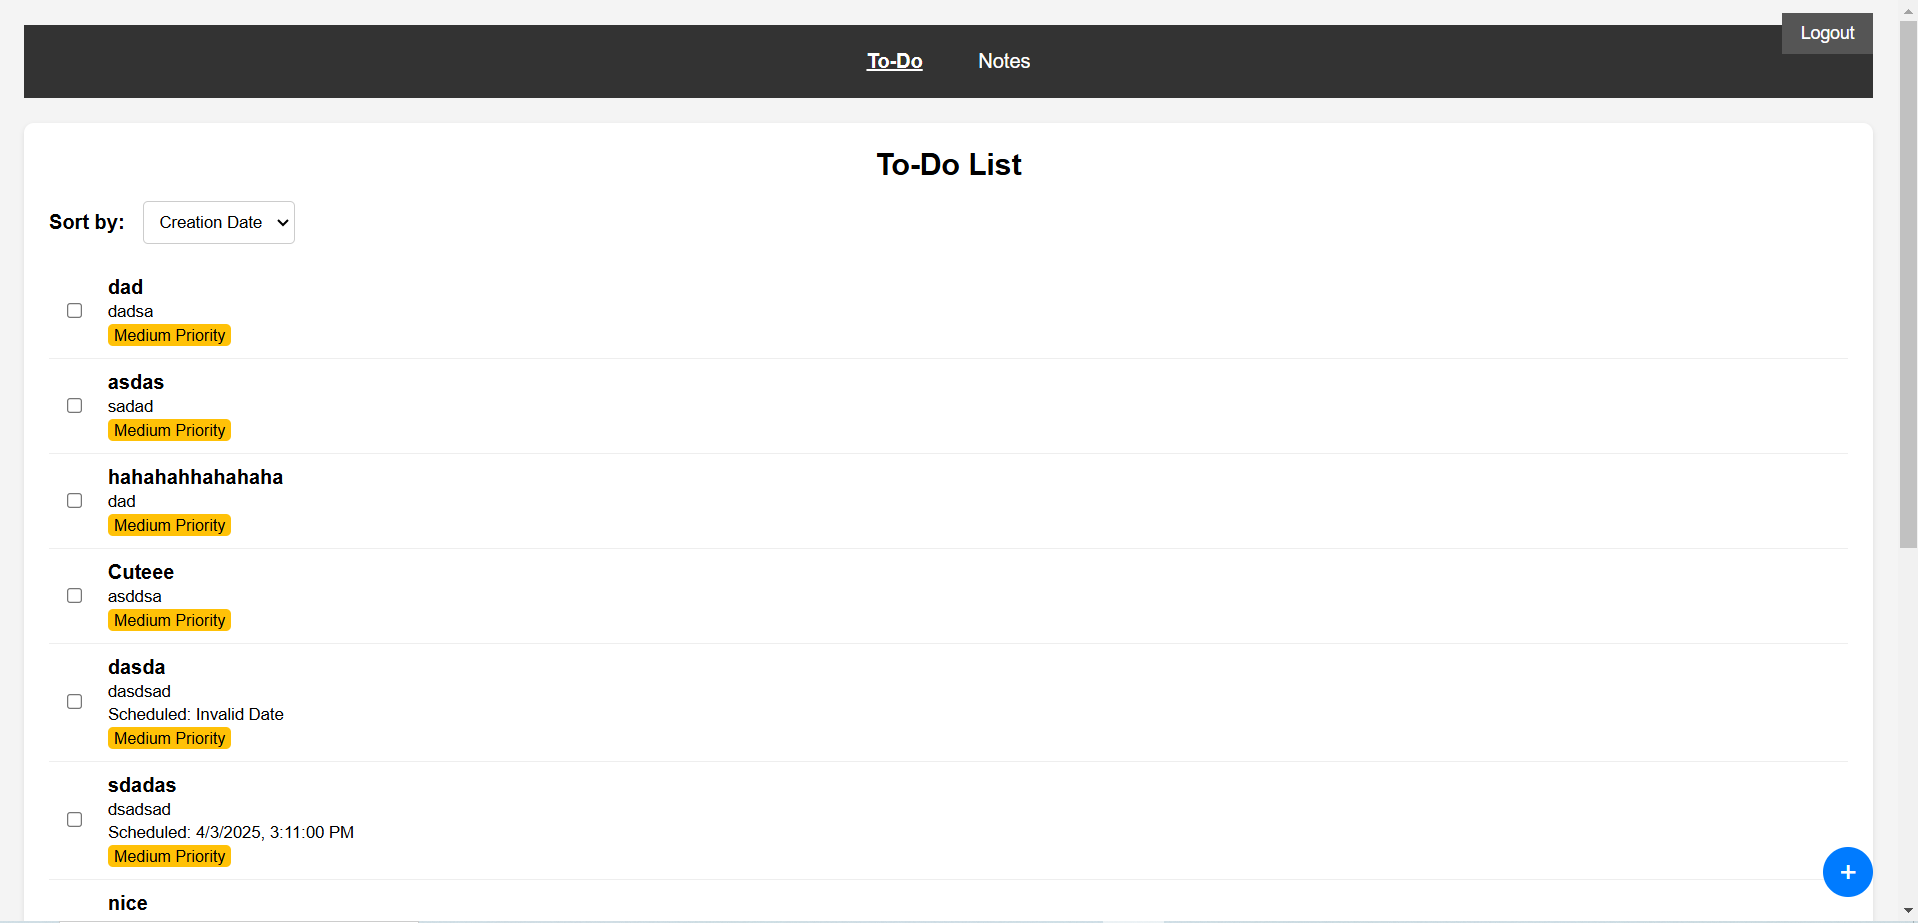 To-Do
Notes
Logout
To-Do List
Sort by:
Creation Date
dad
dadsa
Medium Priority
asdas
sadad
Medium Priority
hahahahhahahaha
dad
Medium Priority
Cuteee
asddsa
Medium Priority
dasda
dasdsad
Scheduled: Invalid Date
Medium Priority
sdadas
dsadsad
Scheduled: 4/3/2025, 3:11:00 PM
Medium Priority
nice
+